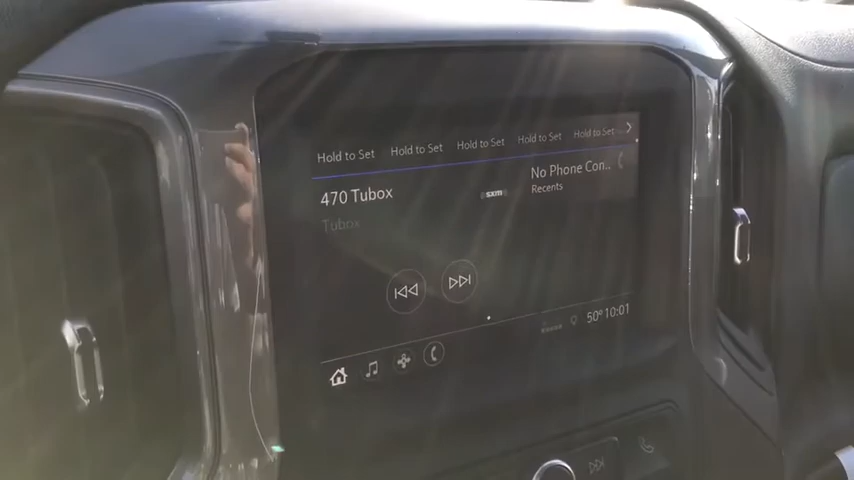 Hold to Set Hold to Set Hold to Set Hold to Set Hold to Set
470 Tubox
Tubox
sxm
No Phone Con...
Recents
50° 10:01